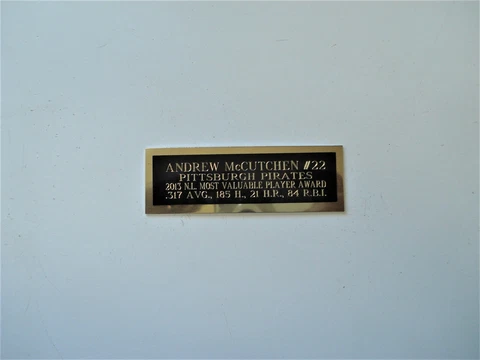 ANDREW McCUTCHEN #22
PITTSBURGH PIRATES
2013 N.L. MOST VALUABLE PLAYER AWARD
.317 AVG., 185 H., 21 H.R., 84 R.B.I.